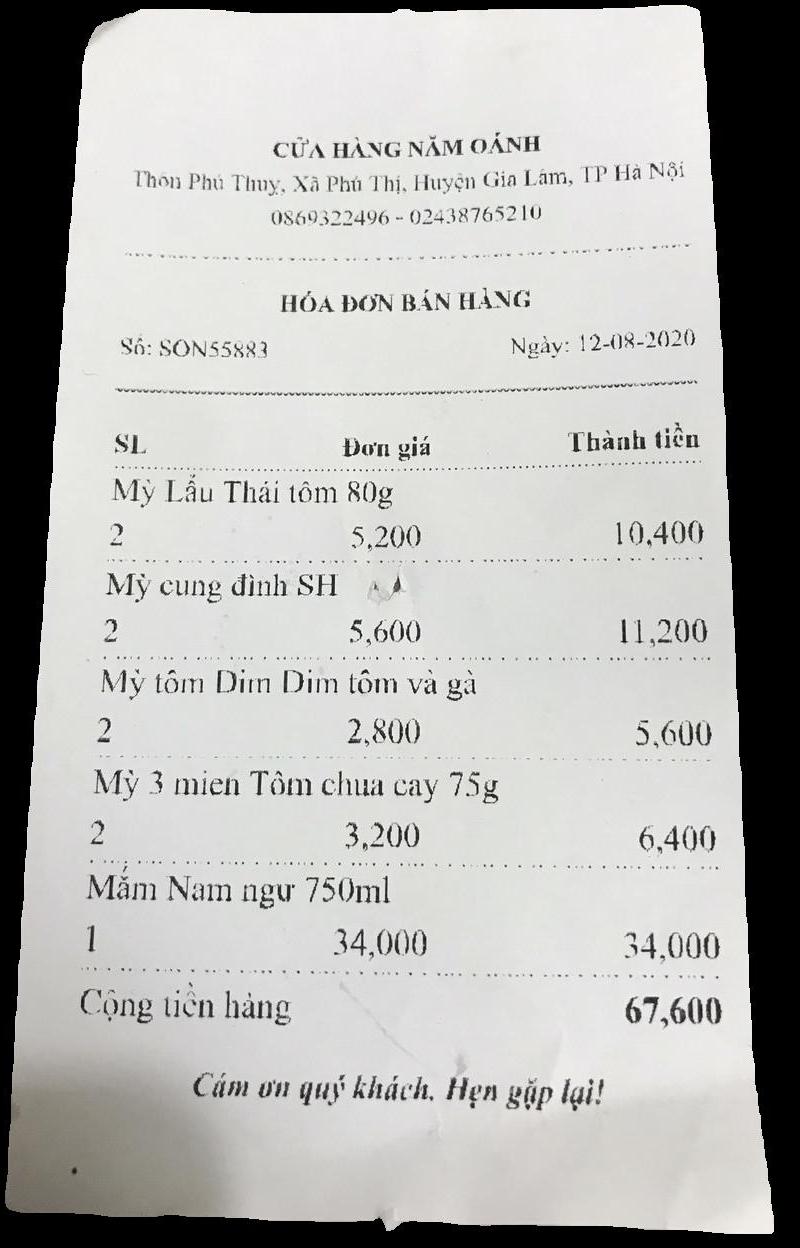 CỬA HÀNG NĂM OÁNH
Thôn Phú Thuy, Xã Phú Thị, Huyện Gia Lâm, TP Hà Nội
0869322496 - 02438765210
HÓA ĐƠN BÁN HÀNG
Số: SON55883 Ngày: 12-08-2020
SL Đơn giá Thành tiền
Mỳ Lẩu Thái tôm 80g
2 5,200 10,400
Mỳ cung đình SH
2 5,600 11,200
Mỳ tôm Dim Dim tôm và gà
2 2,800 5,600
Mỳ 3 mien Tôm chua cay 75g
2 3,200 6,400
Mắm Nam ngư 750ml
1 34,000 34,000
Cộng tiền hàng 67,600
Cám ơn quý khách. Hẹn gặp lại!